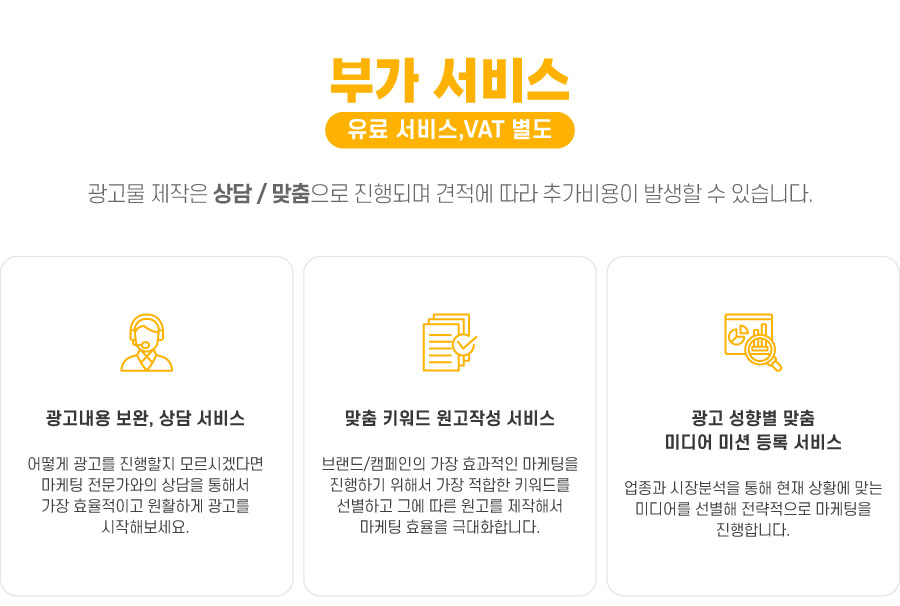 부가 서비스
유료 서비스,VAT 별도
광고물 제작은 상담 / 맞춤으로 진행되며 견적에 따라 추가비용이 발생할 수 있습니다.
광고내용 보완, 상담 서비스
어떻게 광고를 진행할지 모르시겠다면
마케팅 전문가와의 상담을 통해서
가장 효율적이고 원활하게 광고를
시작해보세요.
맞춤 키워드 원고작성 서비스
브랜드/캠페인의 가장 효과적인 마케팅을
진행하기 위해서 가장 적합한 키워드를
선별하고 그에 따른 원고를 제작해서
마케팅 효율을 극대화합니다.
광고 성향별 맞춤
미디어 미션 등록 서비스
업종과 시장분석을 통해 현재 상황에 맞는
미디어를 선별해 전략적으로 마케팅을
진행합니다.